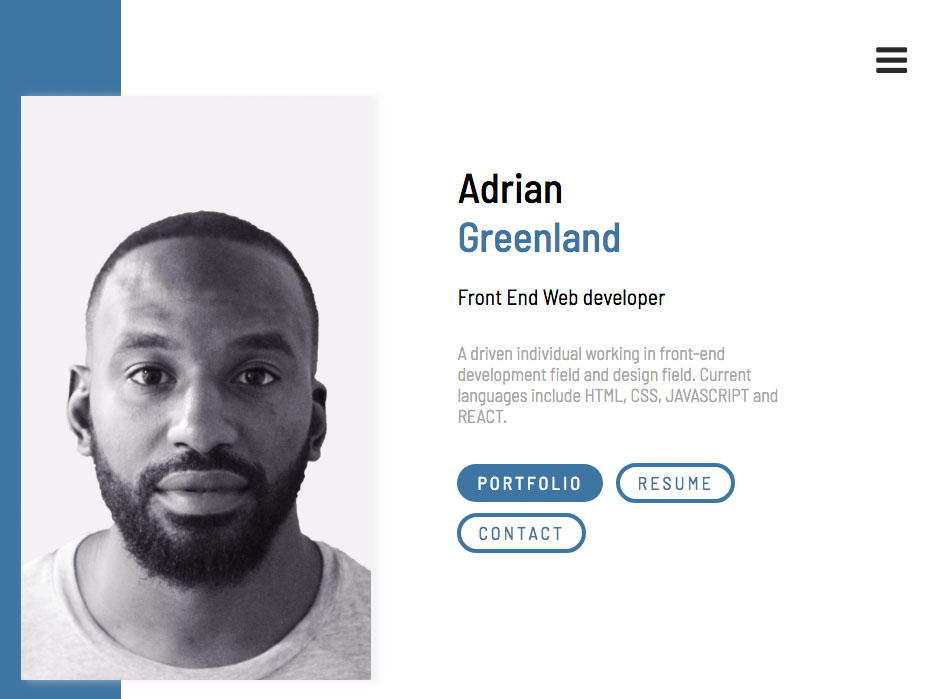 Adrian
Greenland
Front End Web developer
A driven individual working in front-end
development field and design field. Current
languages include HTML, CSS, JAVASCRIPT and
REACT.
PORTFOLIO
RESUME
CONTACT